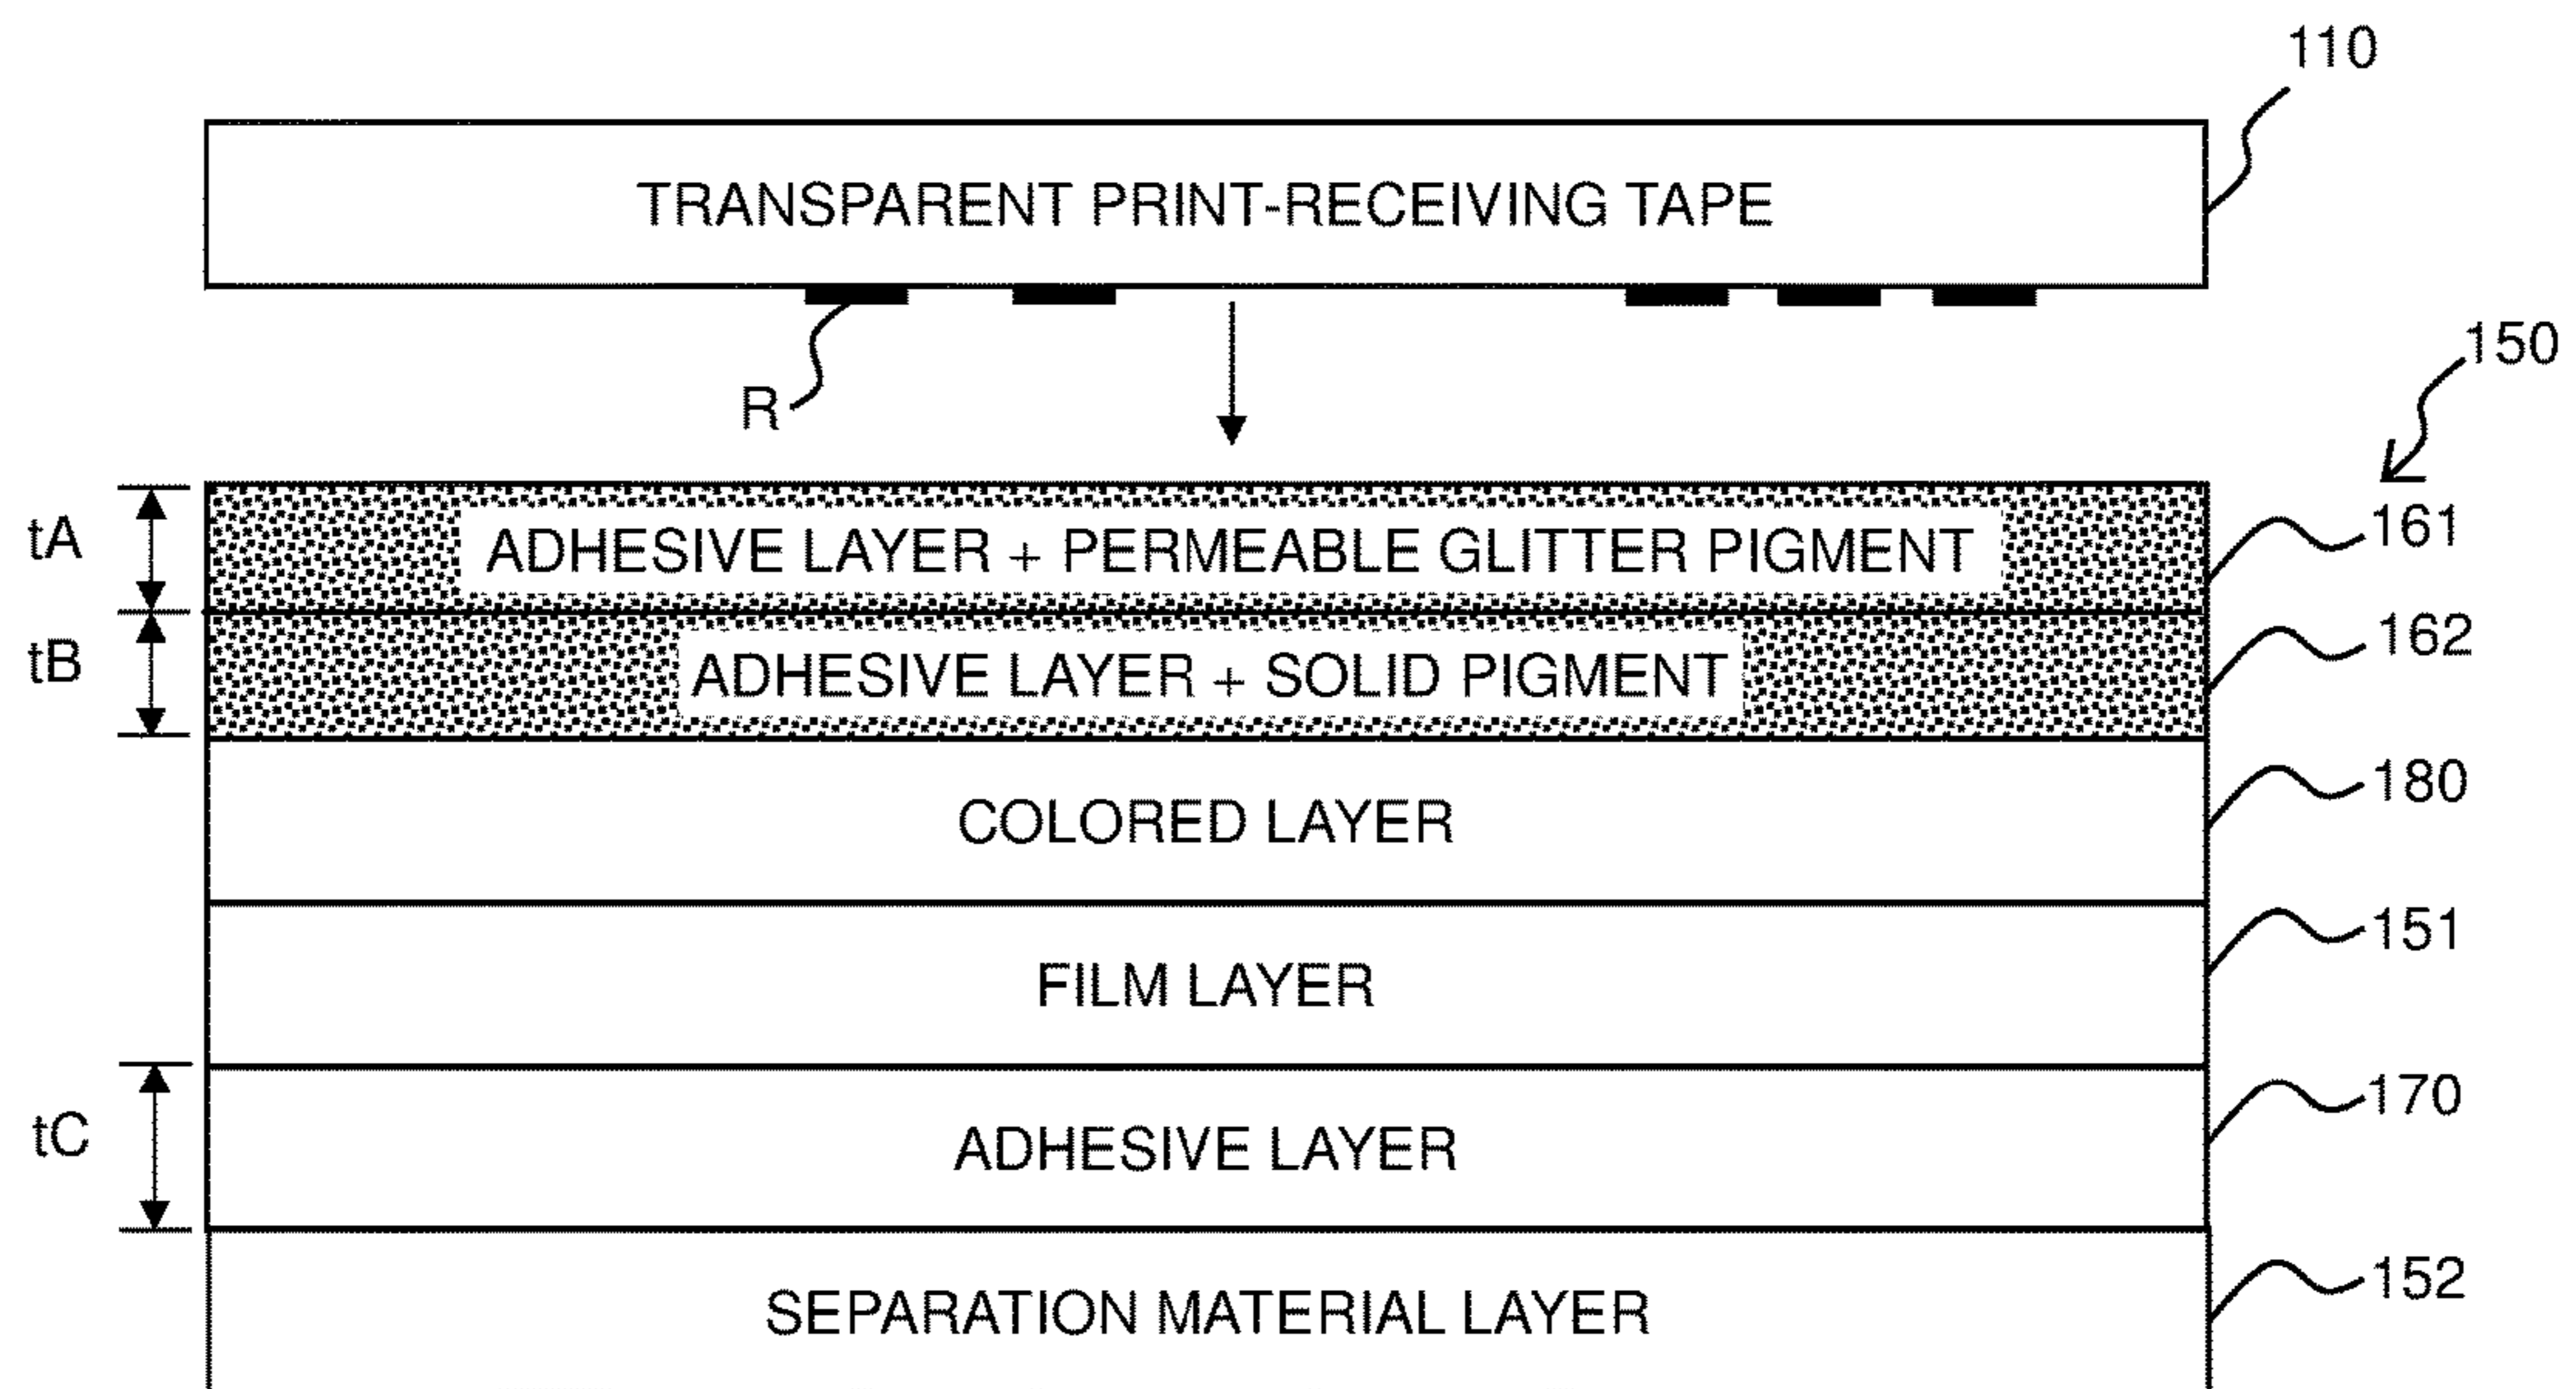 110
TRANSPARENT PRINT-RECEIVING TAPE
150
R
tA
ADHESIVE LAYER + PERMEABLE GLITTER PIGMENT
161
tB
ADHESIVE LAYER + SOLID PIGMENT
162
COLORED LAYER
180
FILM LAYER
151
tC
ADHESIVE LAYER
170
SEPARATION MATERIAL LAYER
152